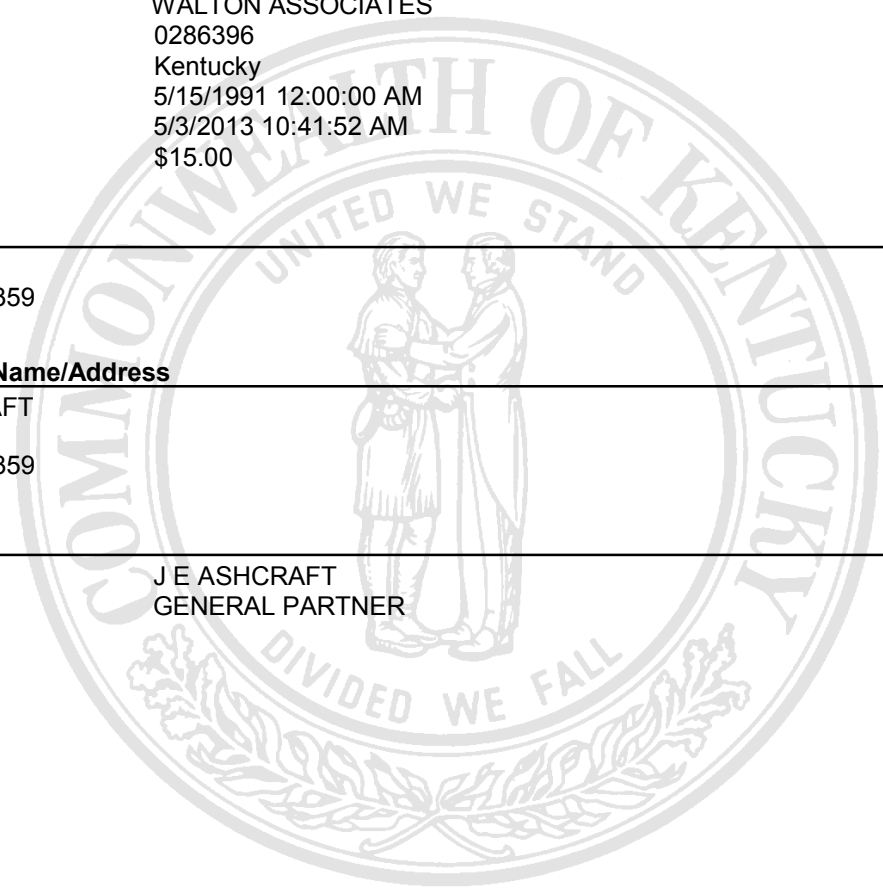 WALTON ASSOCIATES
0286396
Kentucky
5/15/1991 12:00:00 AM
5/3/2013 10:41:52 AM
$15.00
COMMONWEALTH OF KENTUCKY
UNITED WE STAND
359
Name/Address
AFT
359
J E ASHCRAFT
GENERAL PARTNER
DIVIDED WE FALL